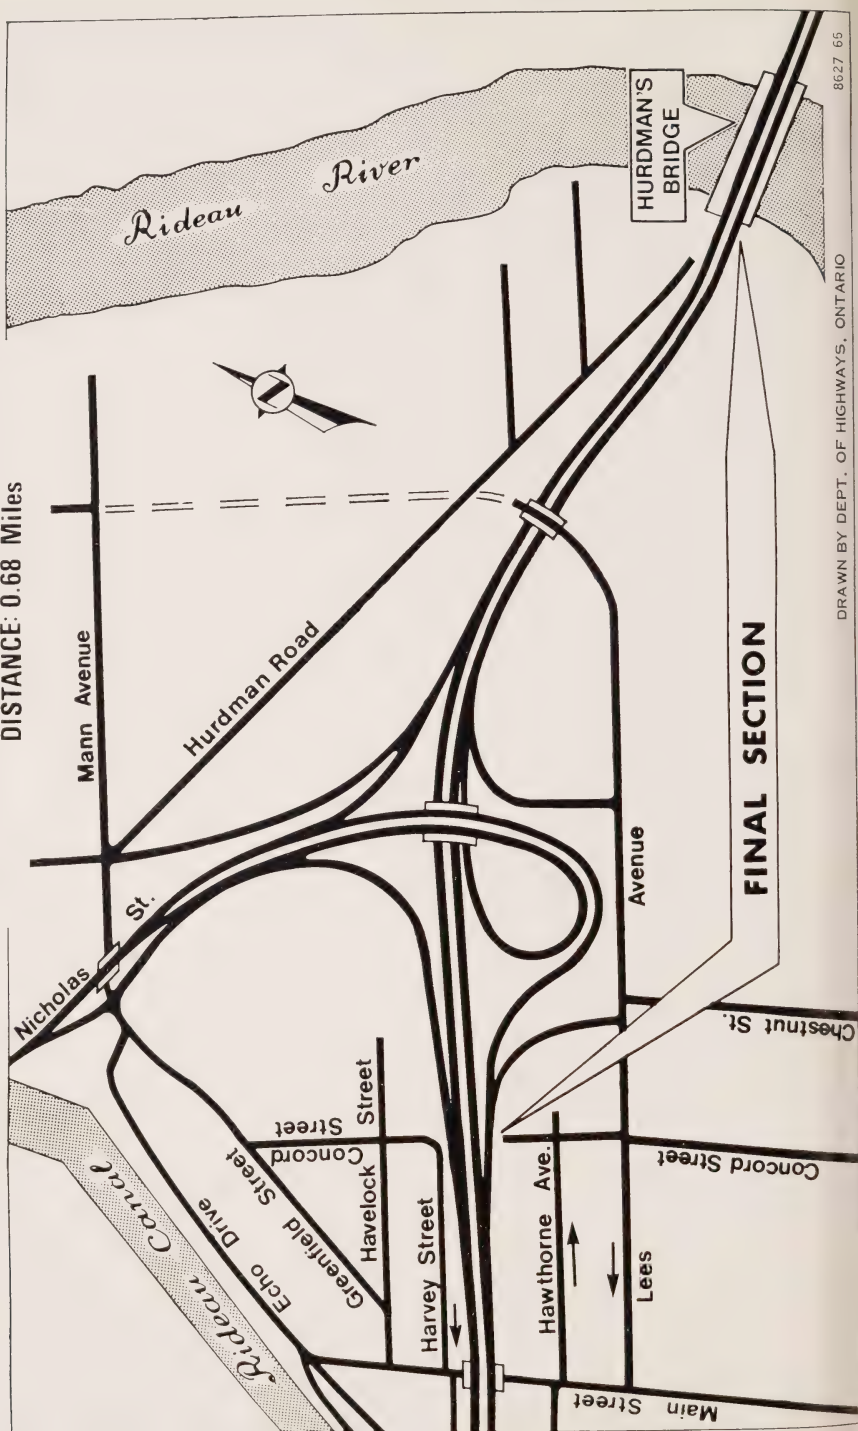 DISTANCE: 0.68 Miles
Rideau River
HURDMAN'S
BRIDGE
8627 65
Mann Avenue
Hurdman Road
Nicholas St.
Rideau Canal
Echo Drive
Greenfield Street
Concord
Street
Havelock Street
Harvey Street
Hawthorne Ave.
Lees Avenue
Main
Street
Concord Street
Chestnut St.
FINAL SECTION
DRAWN BY DEPT. OF HIGHWAYS, ONTARIO